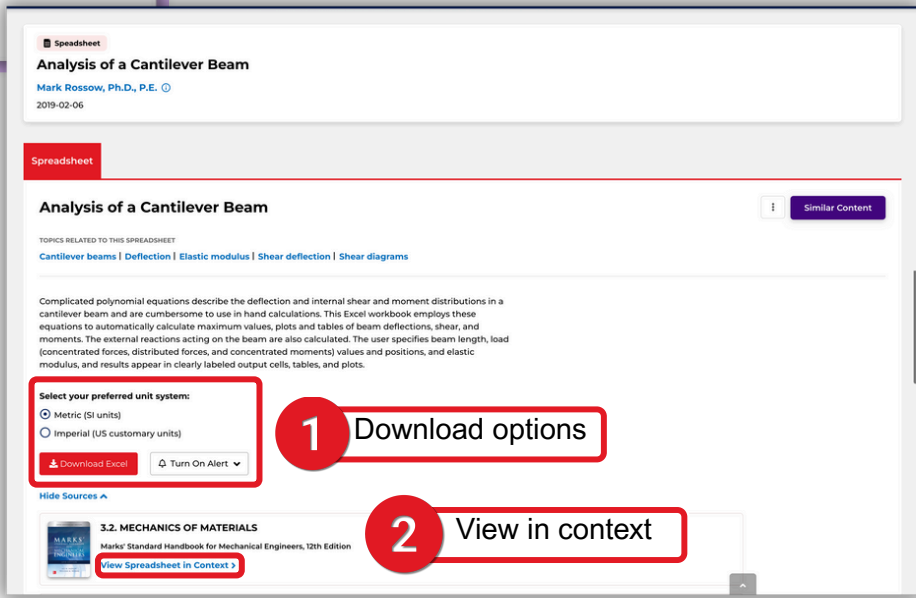 Speadsheet
Analysis of a Cantilever Beam
Mark Rossow, Ph.D., P.E.
2019-02-06
Spreadsheet
Analysis of a Cantilever Beam
Similar Content
TOPICS RELATED TO THIS SPREADSHEET
Cantilever beams | Deflection | Elastic modulus | Shear deflection | Shear diagrams
Complicated polynomial equations describe the deflection and internal shear and moment distributions in a
cantilever beam and are cumbersome to use in hand calculations. This Excel workbook employs these
equations to automatically calculate maximum values, plots and tables of beam deflections, shear, and
moments. The external reactions acting on the beam are also calculated. The user specifies beam length, load
(concentrated forces, distributed forces, and concentrated moments) values and positions, and elastic
modulus, and results appear in clearly labeled output cells, tables, and plots.
Select your preferred unit system:
Metric (SI units)
Imperial (US customary units)
Download Excel
Turn On Alert
1
Download options
Hide Sources
3.2. MECHANICS OF MATERIALS
Marks' Standard Handbook for Mechanical Engineers, 12th Edition
View Spreadsheet in Context >
MARKS'
ENGINEERS
2
View in context